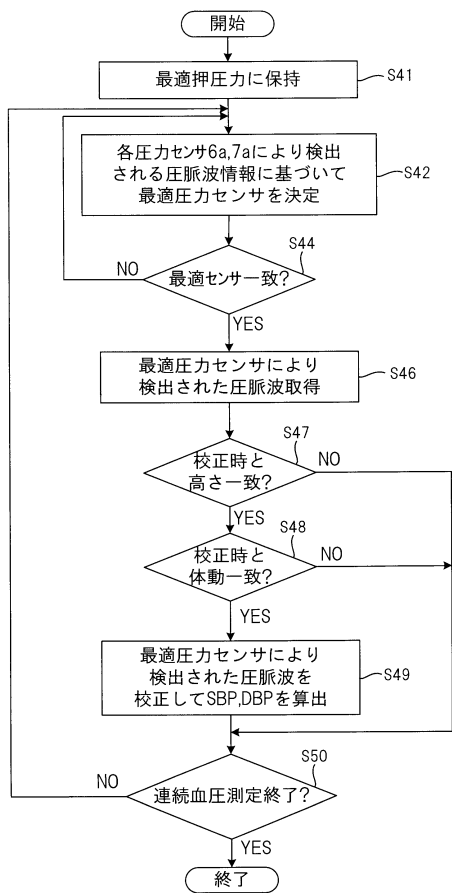 開始
最適押圧力に保持
S41
各圧力センサ6a,7aにより検出
される圧脈波情報に基づいて
最適圧力センサを決定
S42
S44
NO
最適センサ一致?
YES
最適圧力センサにより
検出された圧脈波取得
S46
S47
校正時と
高さ一致?
NO
YES
S48
校正時と
体動一致?
NO
YES
最適圧力センサにより
検出された圧脈波を
校正してSBP,DBPを算出
S49
S50
NO
連続血圧測定終了?
YES
終了